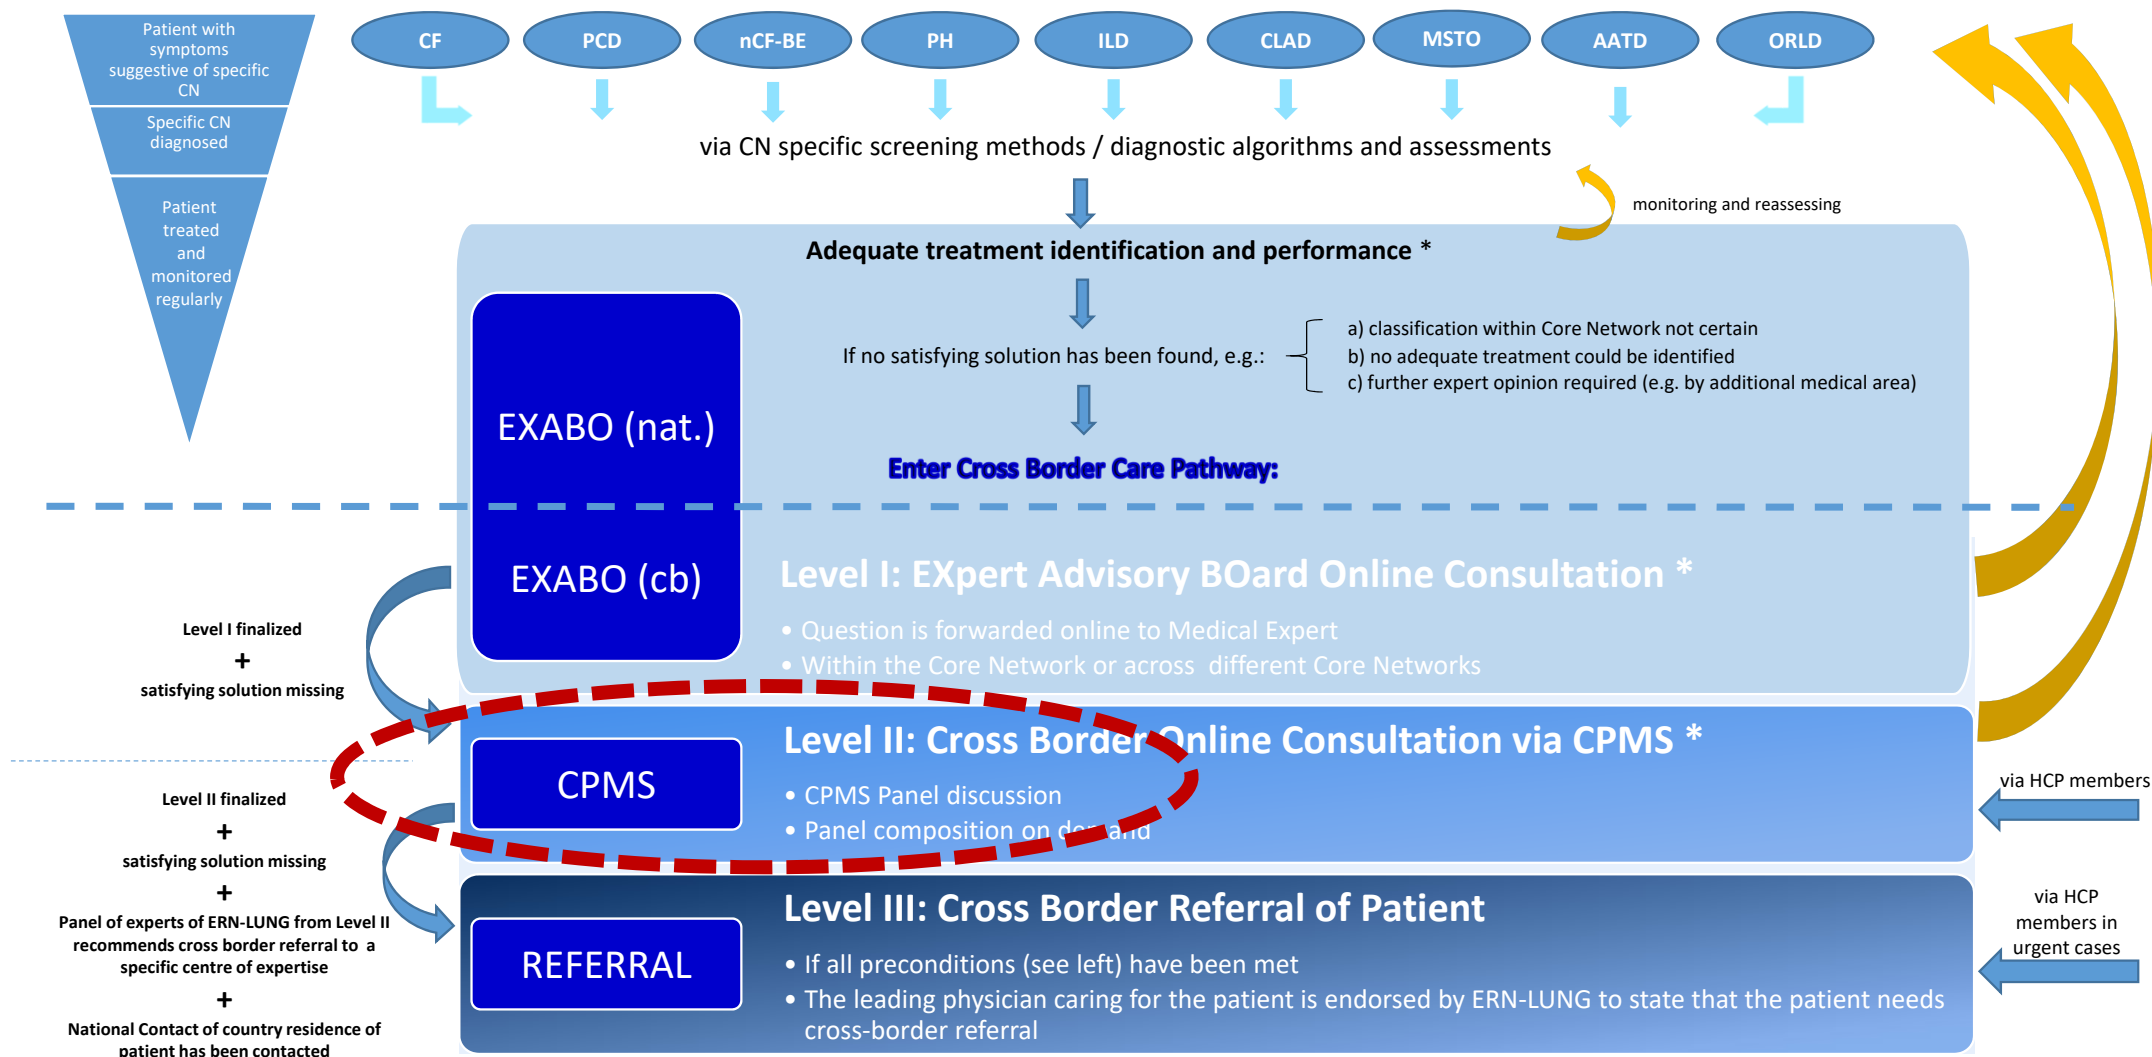 Patient with
symptoms
suggestive of specific
CN
Specific CN
diagnosed
Patient
treated
and
monitored
regularly
CF
PCD
nCF-BE
PH
ILD
CLAD
MSTO
AATD
ORLD
via CN specific screening methods / diagnostic algorithms and assessments
monitoring and reassessing
Adequate treatment identification and performance *
If no satisfying solution has been found, e.g.:
a) classification within Core Network not certain
b) no adequate treatment could be identified
c) further expert opinion required (e.g. by additional medical area)
Enter Cross Border Care Pathway:
EXABO (nat.)
EXABO (cb)
Level I: EXpert Advisory BOard Online Consultation *
• Question is forwarded online to Medical Expert
• Within the Core Network or across different Core Networks
Level I finalized
+
satisfying solution missing
CPMS
Level II: Cross Border Online Consultation via CPMS *
• CPMS Panel discussion
• Panel composition on demand
via HCP members
Level II finalized
+
satisfying solution missing
+
Panel of experts of ERN-LUNG from Level II
recommends cross border referral to a
specific centre of expertise
+
National Contact of country residence of
patient has been contacted
REFERRAL
Level III: Cross Border Referral of Patient
• If all preconditions (see left) have been met
• The leading physician caring for the patient is endorsed by ERN-LUNG to state that the patient needs
cross-border referral
via HCP
members in
urgent cases